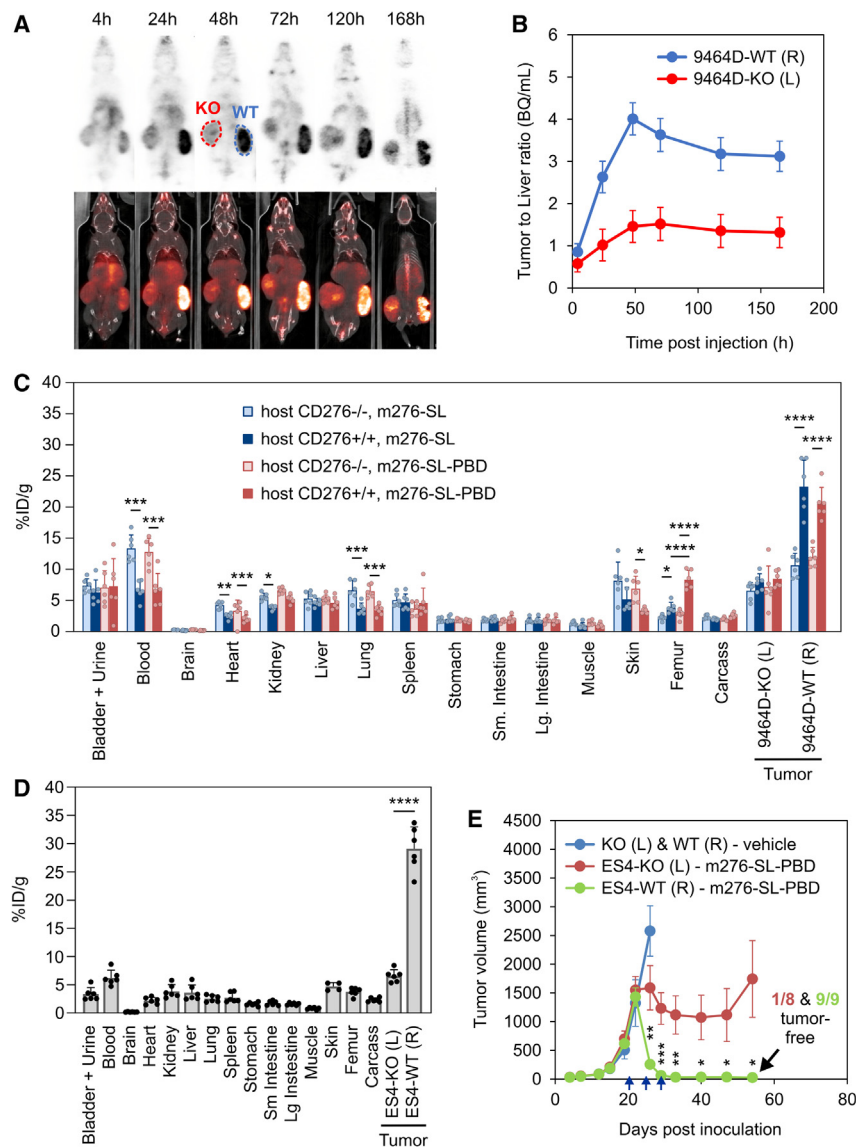 A
4h 24h 48h 72h 120h 168h
KO WT
B
Tumor to Liver ratio (BQ/mL)
6
5
4
3
2
1
0
9464D-WT (R)
9464D-KO (L)
0 50 100 150 200
Time post injection (h)
C
%ID/g
40
35
30
25
20
15
10
5
0
host CD276-/-, m276-SL
host CD276+/+, m276-SL
host CD276-/-, m276-SL-PBD
host CD276+/+, m276-SL-PBD
*** *** ** *** * *** *** * * **** **** **** ****
Bladder + Urine
Blood
Brain
Heart
Kidney
Liver
Lung
Spleen
Stomach
Sm. Intestine
Lg. Intestine
Muscle
Skin
Femur
Carcass
9464D-KO (L)
9464D-WT (R)
Tumor
D
%ID/g
40
35
30
25
20
15
10
5
0
****
Bladder + Urine
Blood
Brain
Heart
Kidney
Liver
Lung
Spleen
Stomach
Sm Intestine
Lg Instestine
Muscle
Skin
Femur
Carcass
ES4-KO (L)
ES4-WT (R)
Tumor
E
Tumor volume (mm³)
4500
4000
3500
3000
2500
2000
1500
1000
500
0
KO (L) & WT (R) - vehicle
ES4-KO (L) - m276-SL-PBD
ES4-WT (R) - m276-SL-PBD
1/8 & 9/9
tumor-
free
** *** ** * * *
0 20 40 60 80
Days post inoculation